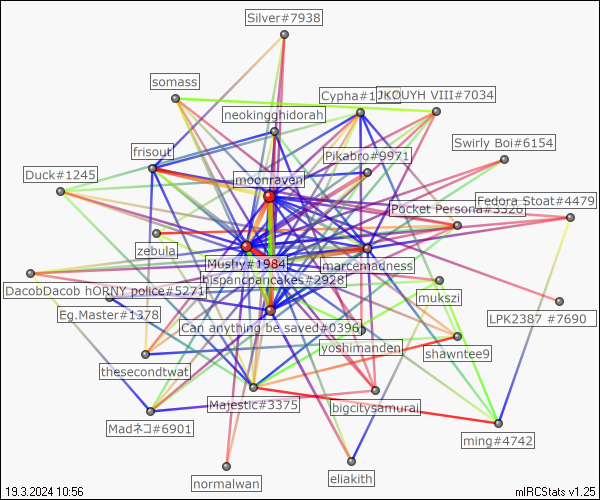 Silver#7938
somass
Cypha#1
JKOUYH VIII#7034
neokingghidorah
Swirly Boi#6154
frisout
Pikabro#9971
Duck#1245
moonraven
Fedora Stoat#4479
Pocket Persona#3326
zebula
Mushy#1984
marcemadness
hispancpancakes#2928
DacobDacob hORNY police#5271
mukszi
Eg.Master#1378
LPK2387 #7690
Can anything be saved#0396
yoshimanden
shawntee9
thesecondtwat
Majestic#3375
bigcitysamurai
Madネコ#6901
ming#4742
normalwan
eliakith
19.3.2024 10:56
mIRCStats v1.25